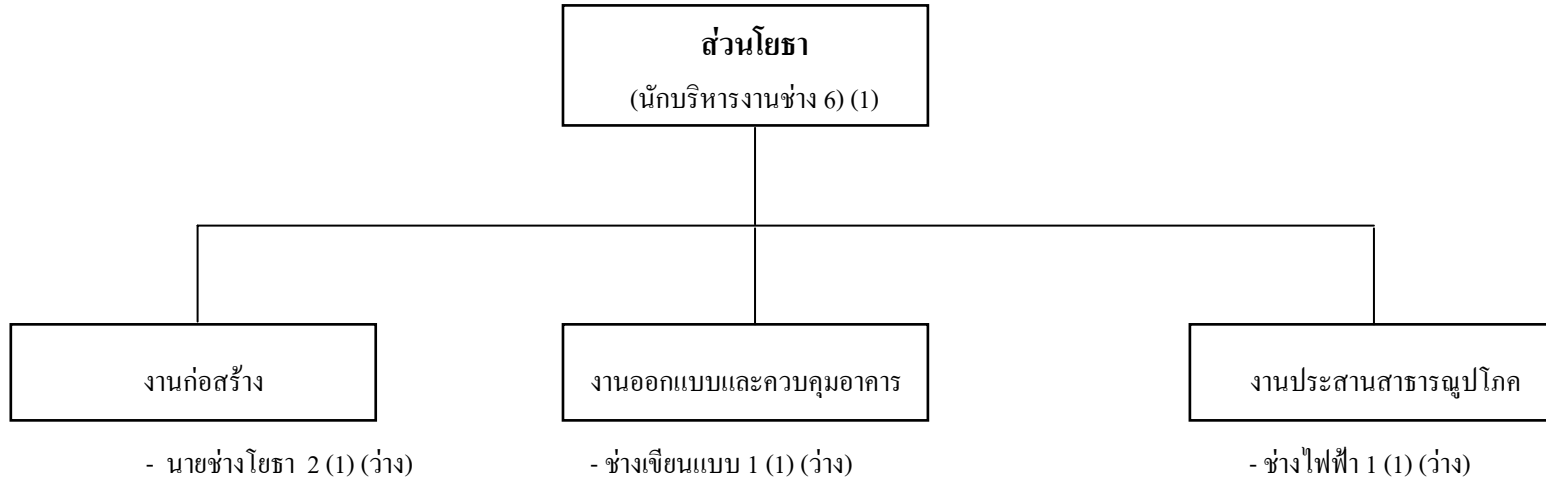 ส่วนโยธา
(นักบริหารงานช่าง 6) (1)
งานก่อสร้าง
งานออกแบบและควบคุมอาคาร
งานประสานสาธารณูปโภค
- นายช่างโยธา 2 (1) (ว่าง)
- ช่างเขียนแบบ 1 (1) (ว่าง)
- ช่างไฟฟ้า 1 (1) (ว่าง)